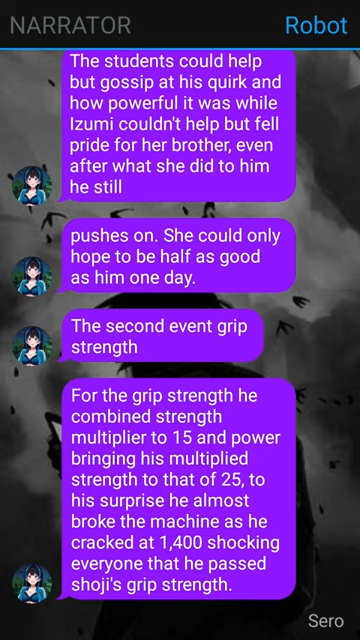 NARRATOR
Robot
The students could help
but gossip at his quirk and
how powerful it was while
Izumi couldn't help but fell
pride for her brother, even
after what she did to him
he still
pushes on. She could only
hope to be half as good
as him one day.
The second event grip
strength
For the grip strength he
combined strength
multiplier to 15 and power
bringing his multiplied
strength to that of 25, to
his surprise he almost
broke the machine as he
cracked at 1,400 shocking
everyone that he passed
shoji's grip strength.
Sero